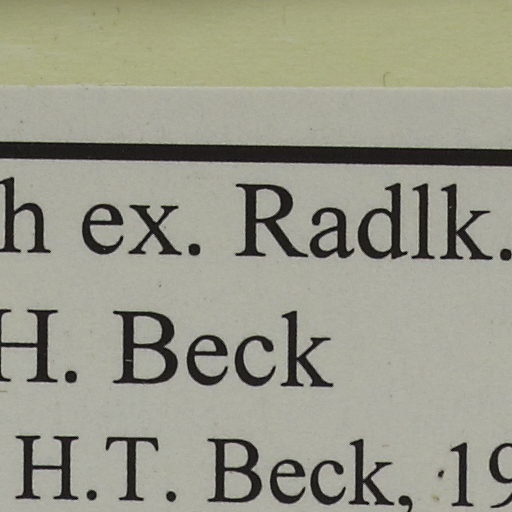 h ex. Radlk.
H. Beck
H.T. Beck, 19